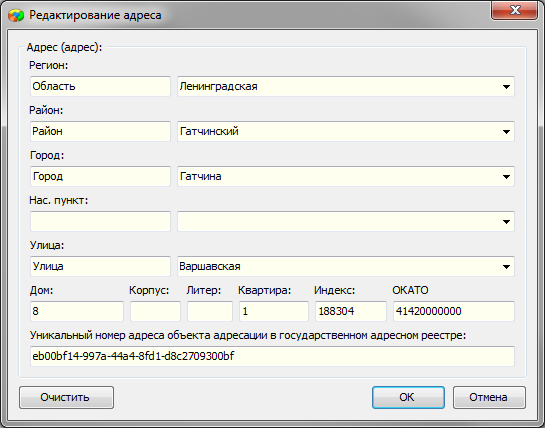 Редактирование адреса
Адрес (адрес):
Регион:
Область Ленинградская
Район:
Район Гатчинский
Город:
Город Гатчина
Нас. пункт:
Улица:
Улица Варшавская
Дом: Корпус: Литер: Квартира: Индекс: ОКАТО
8 1 188304 41420000000
Уникальный номер адреса объекта адресации в государственном адресном реестре:
eb00bf14-997a-44a4-8fd1-d8c2709300bf
Очистить ОК Отмена